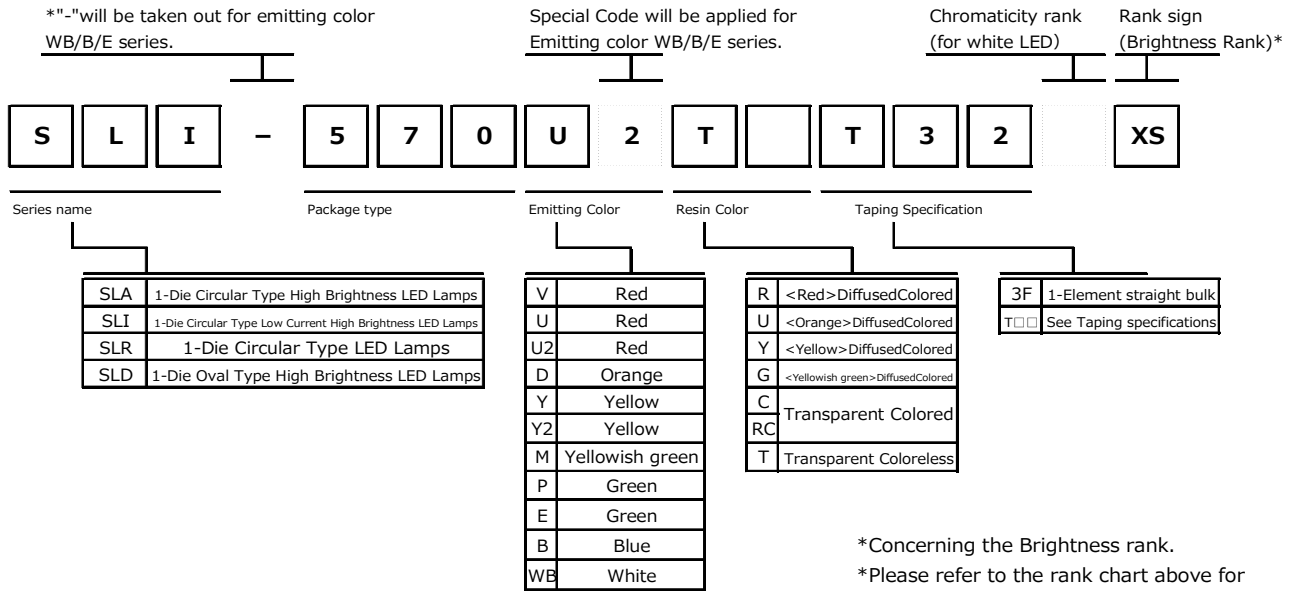 *"-"will be taken out for emitting color
WB/B/E series.
Special Code will be applied for
Emitting color WB/B/E series.
Chromaticity rank
(for white LED)
Rank sign
(Brightness Rank)*
S L I - 5 7 0 U 2 T T 3 2 XS
Series name
Package type
Emitting Color
Resin Color
Taping Specification
SLA 1-Die Circular Type High Brightness LED Lamps
SLI 1-Die Circular Type Low Current High Brightness LED Lamps
SLR 1-Die Circular Type LED Lamps
SLD 1-Die Oval Type High Brightness LED Lamps
V Red
U Red
U2 Red
D Orange
Y Yellow
Y2 Yellow
M Yellowish green
P Green
E Green
B Blue
WB White
R <Red>DiffusedColored
U <Orange>DiffusedColored
Y <Yellow>DiffusedColored
G <Yellowish green>DiffusedColored
C
Transparent Colored
RC
T Transparent Coloreless
3F 1-Element straight bulk
T□□ See Taping specifications
*Concerning the Brightness rank.
*Please refer to the rank chart above for